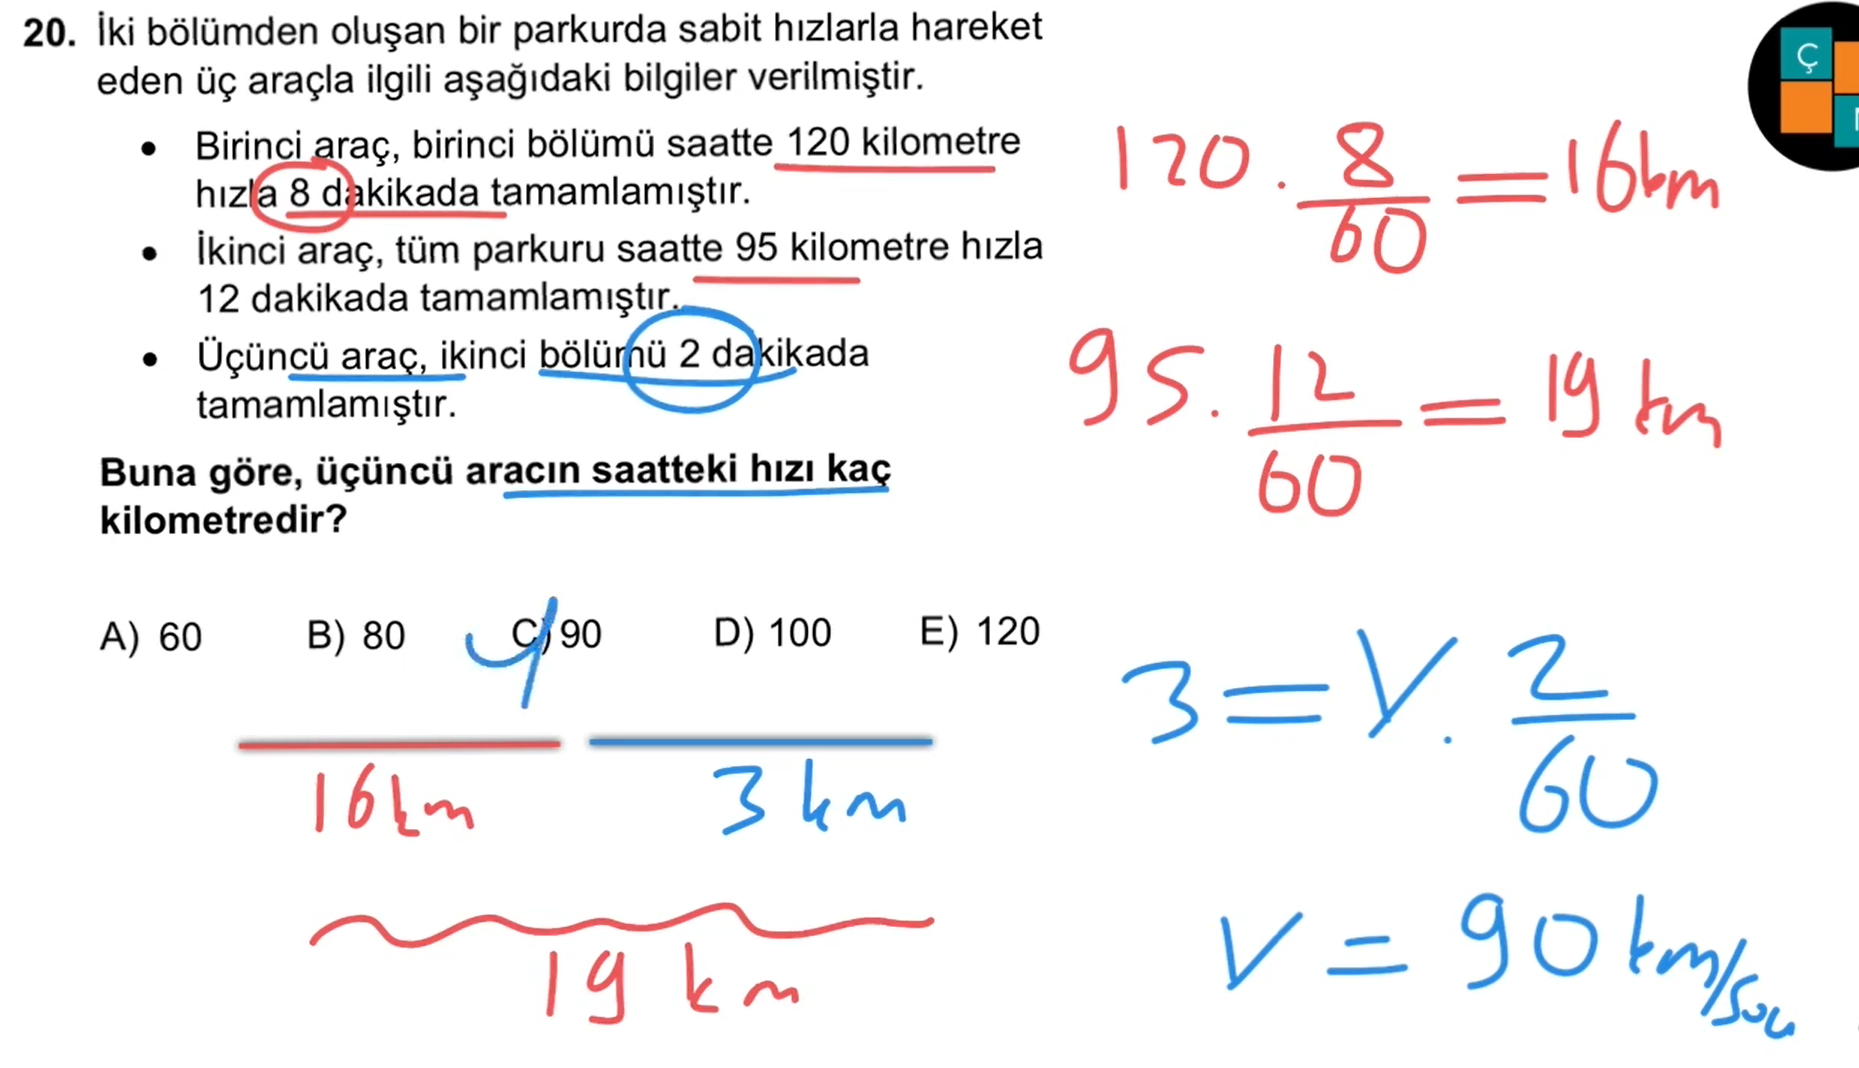 20. İki bölümden oluşan bir parkurda sabit hızlarla hareket
eden üç araçla ilgili aşağıdaki bilgiler verilmiştir.
• Birinci araç, birinci bölümü saatte 120 kilometre
hızla 8 dakikada tamamlamıştır.
• İkinci araç, tüm parkuru saatte 95 kilometre hızla
12 dakikada tamamlamıştır.
• Üçüncü araç, ikinci bölümü 2 dakikada
tamamlamıştır.
Buna göre, üçüncü aracın saatteki hızı kaç
kilometredir?
A) 60 B) 80 C) 90 D) 100 E) 120
16km 3 km
19 km
120 . 8/60 = 16km
95 . 12/60 = 19 km
3 = V . 2/60
V = 90 km/
Ç